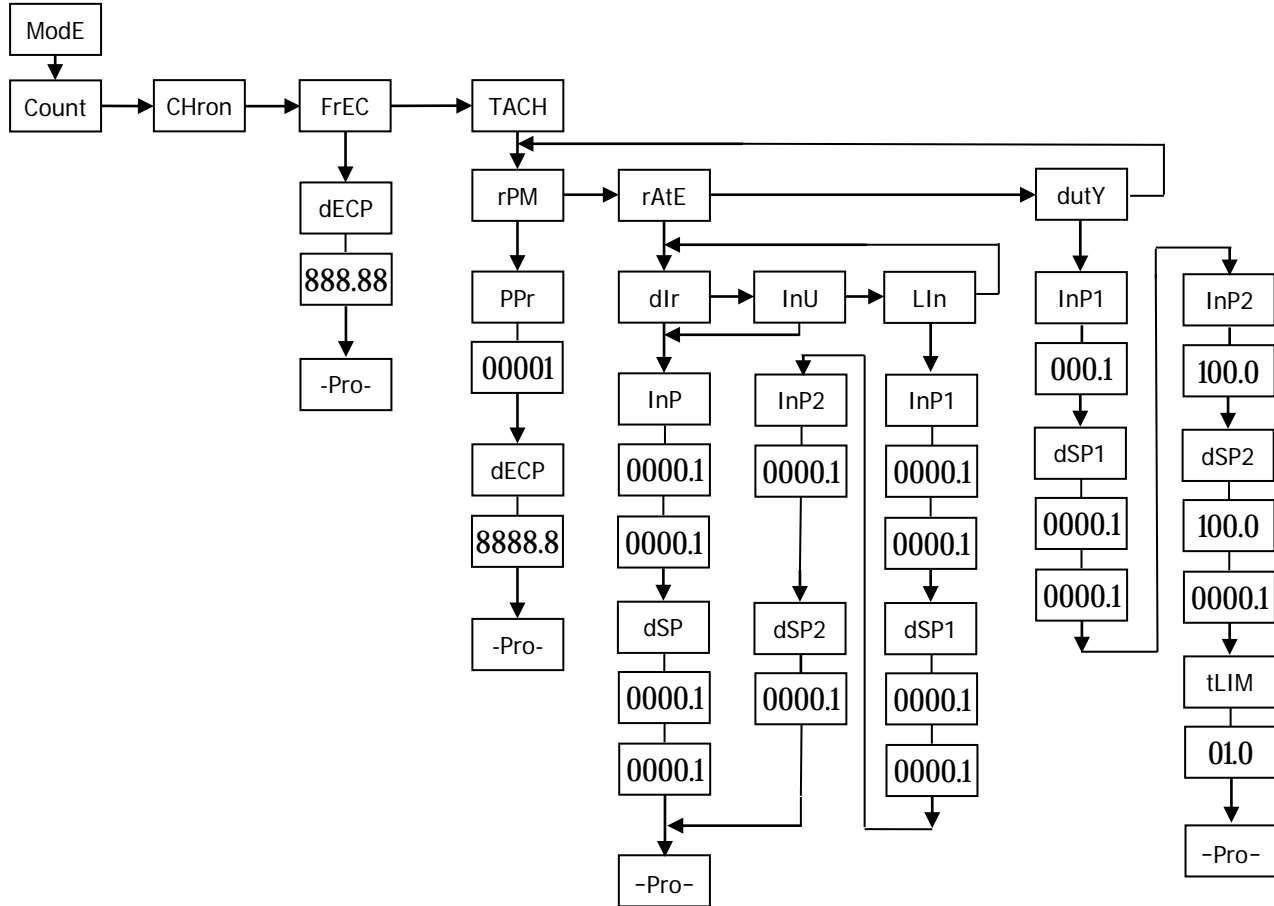 ModE
Count CHron FrEC TACH
rPM rAtE dutY
dECP
888.88
-Pro-
PPr
00001
dECP
8888.8
-Pro-
dIr InU LIn
InP
0000.1
0000.1
dSP
0000.1
0000.1
-Pro-
InP2
0000.1
dSP2
0000.1
InP1
0000.1
0000.1
dSP1
0000.1
0000.1
InP1
000.1
dSP1
0000.1
0000.1
InP2
100.0
dSP2
100.0
0000.1
tLIM
01.0
-Pro-